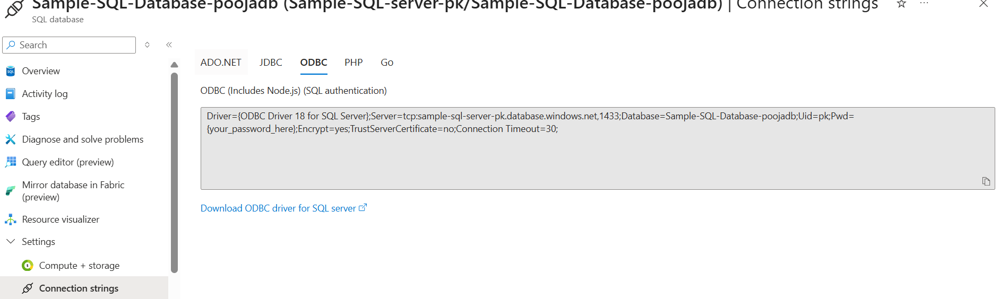 Sample-SQL-Database-poojadb (Sample-SQL-server-pk/Sample-SQL-Database-poojadb) | Connection strings
SQL database
Search
Overview
Activity log
Tags
Diagnose and solve problems
Query editor (preview)
Mirror database in Fabric
(preview)
Resource visualizer
Settings
Compute + storage
Connection strings
ADO.NET JDBC ODBC PHP Go
ODBC (Includes Node.js) (SQL authentication)
Driver={ODBC Driver 18 for SQL Server};Server=tcp:sample-sql-server-pk.database.windows.net,1433;Database=Sample-SQL-Database-poojadb;Uid=pk;Pwd=
{your_password_here};Encrypt=yes;TrustServerCertificate=no;Connection Timeout=30;
Download ODBC driver for SQL server